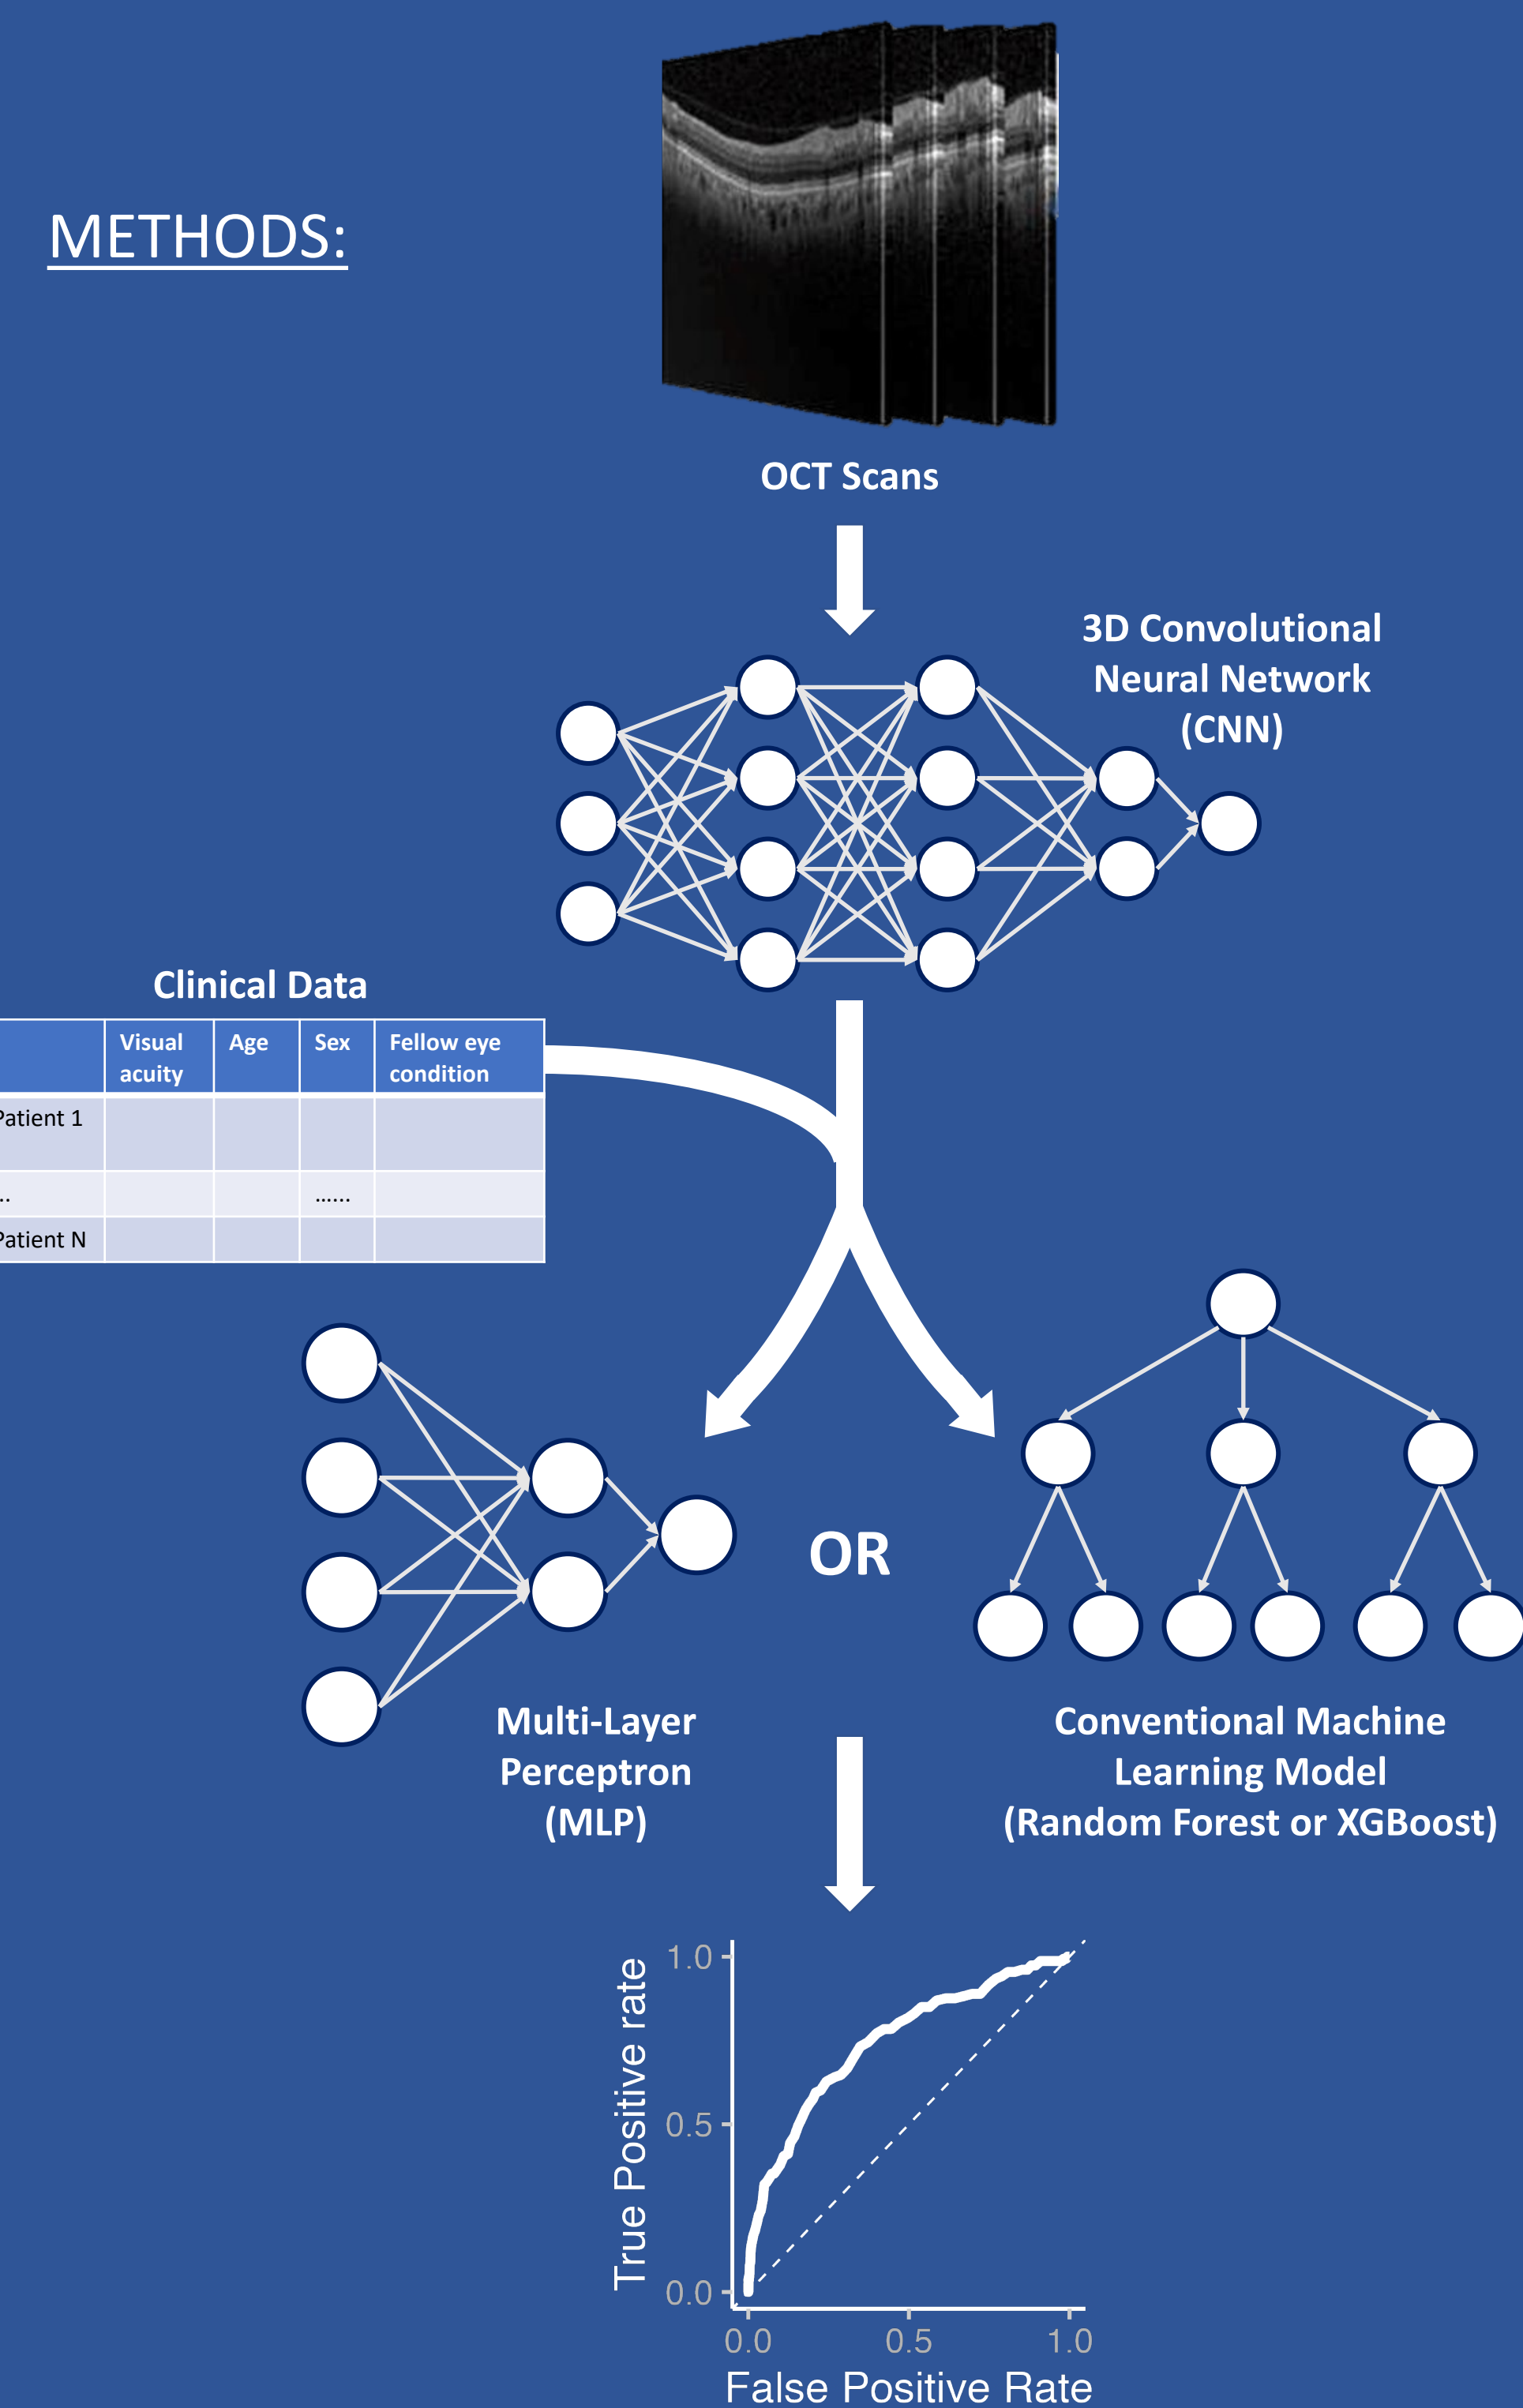 METHODS:
OCT Scans
3D Convolutional
Neural Network
(CNN)
Clinical Data
Visual acuity Age Sex Fellow eye condition
Patient 1
.. ......
Patient N
OR
Multi-Layer
Perceptron
(MLP)
Conventional Machine
Learning Model
(Random Forest or XGBoost)
True Positive rate
1.0
0.5
0.0
0.0 0.5 1.0
False Positive Rate